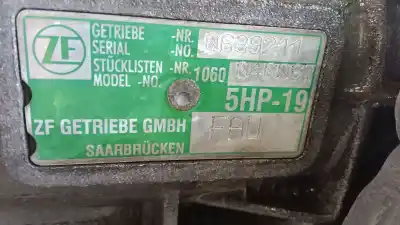 ZF
GETRIEBE -NR.
SERIAL -NO.
STÜCKLISTEN -NR. 1060
MODEL -NO.
5HP-19
ZF GETRIEBE GMBH FAU
SAARBRÜCKEN